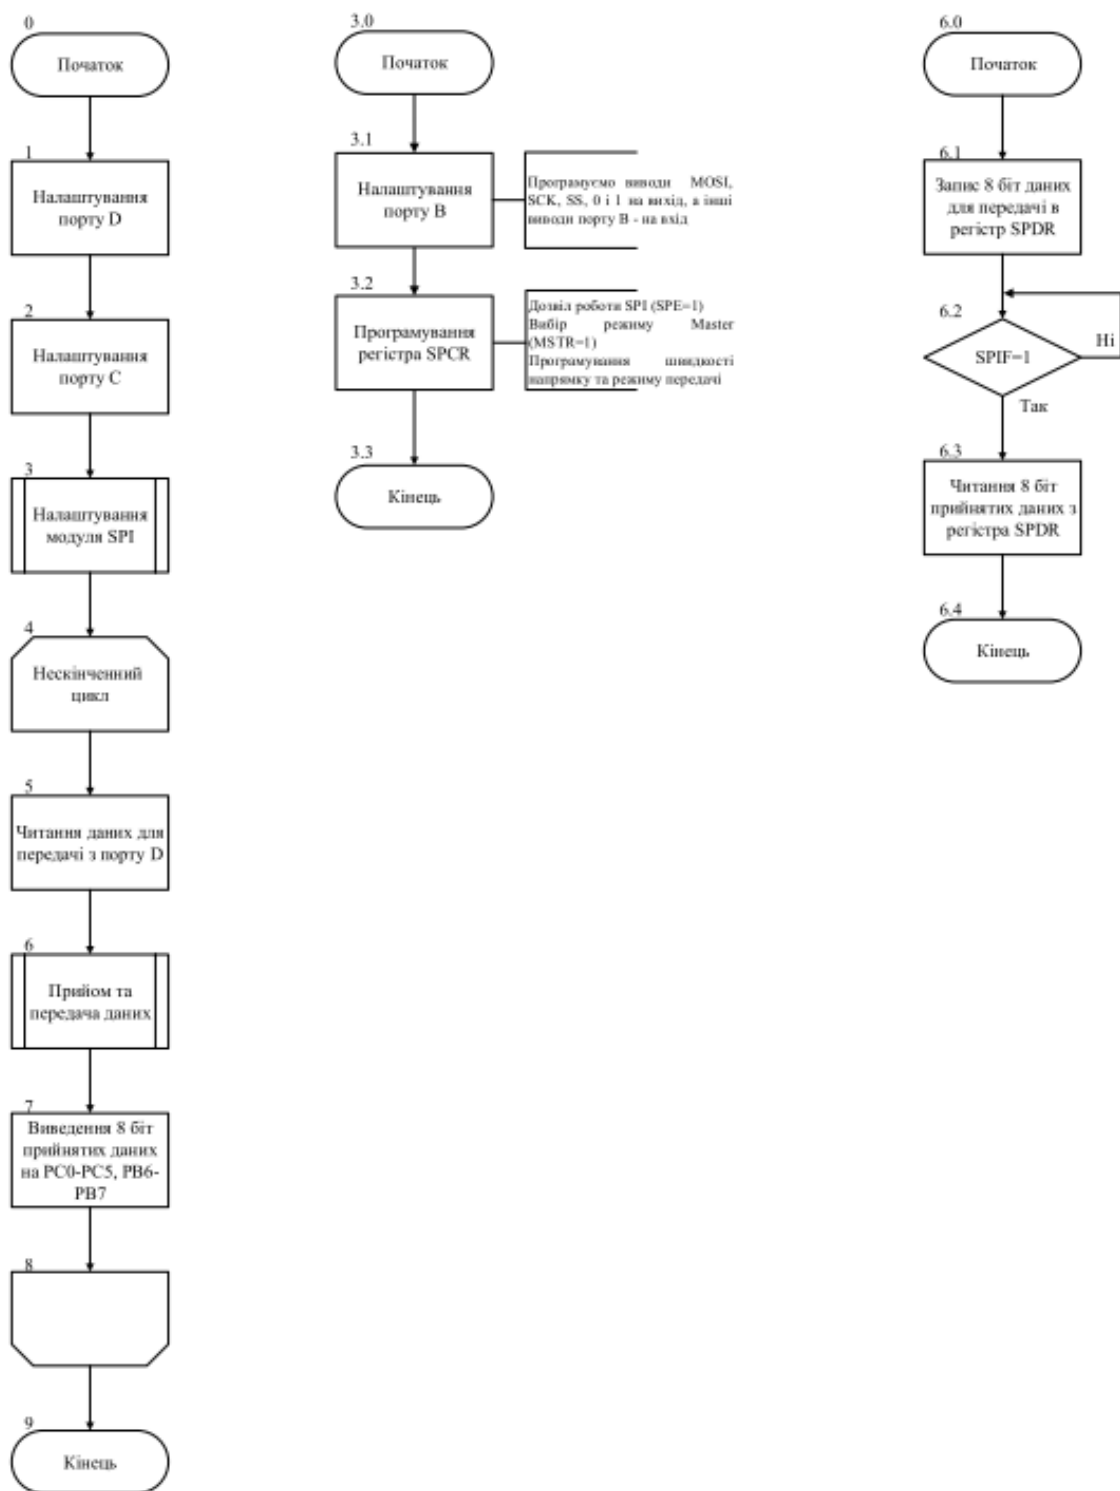 0
Початок
1
Налаштування
порту D
2
Налаштування
порту C
3
Налаштування
модуля SPI
4
Нескінченний
цикл
5
Читання даних для
передачі з порту D
6
Прийом та
передача даних
7
Виведення 8 біт
прийнятих даних
на PC0-PC5, PB6-
PB7
8
9
Кінець
3.0
Початок
3.1
Налаштування
порту B
Програмуємо виводи MOSI,
SCK, SS, 0 і 1 на вихід, а інші
виводи порту B - на вхід
3.2
Програмування
регістра SPCR
Дозвіл роботи SPI (SPE=1)
Вибір режиму Master
(MSTR=1)
Програмування швидкості
напрямку та режиму передачі
3.3
Кінець
6.0
Початок
6.1
Запис 8 біт даних
для передачі в
регістр SPDR
6.2
SPIF=1
Ні
Так
6.3
Читання 8 біт
прийнятих даних з
регістра SPDR
6.4
Кінець